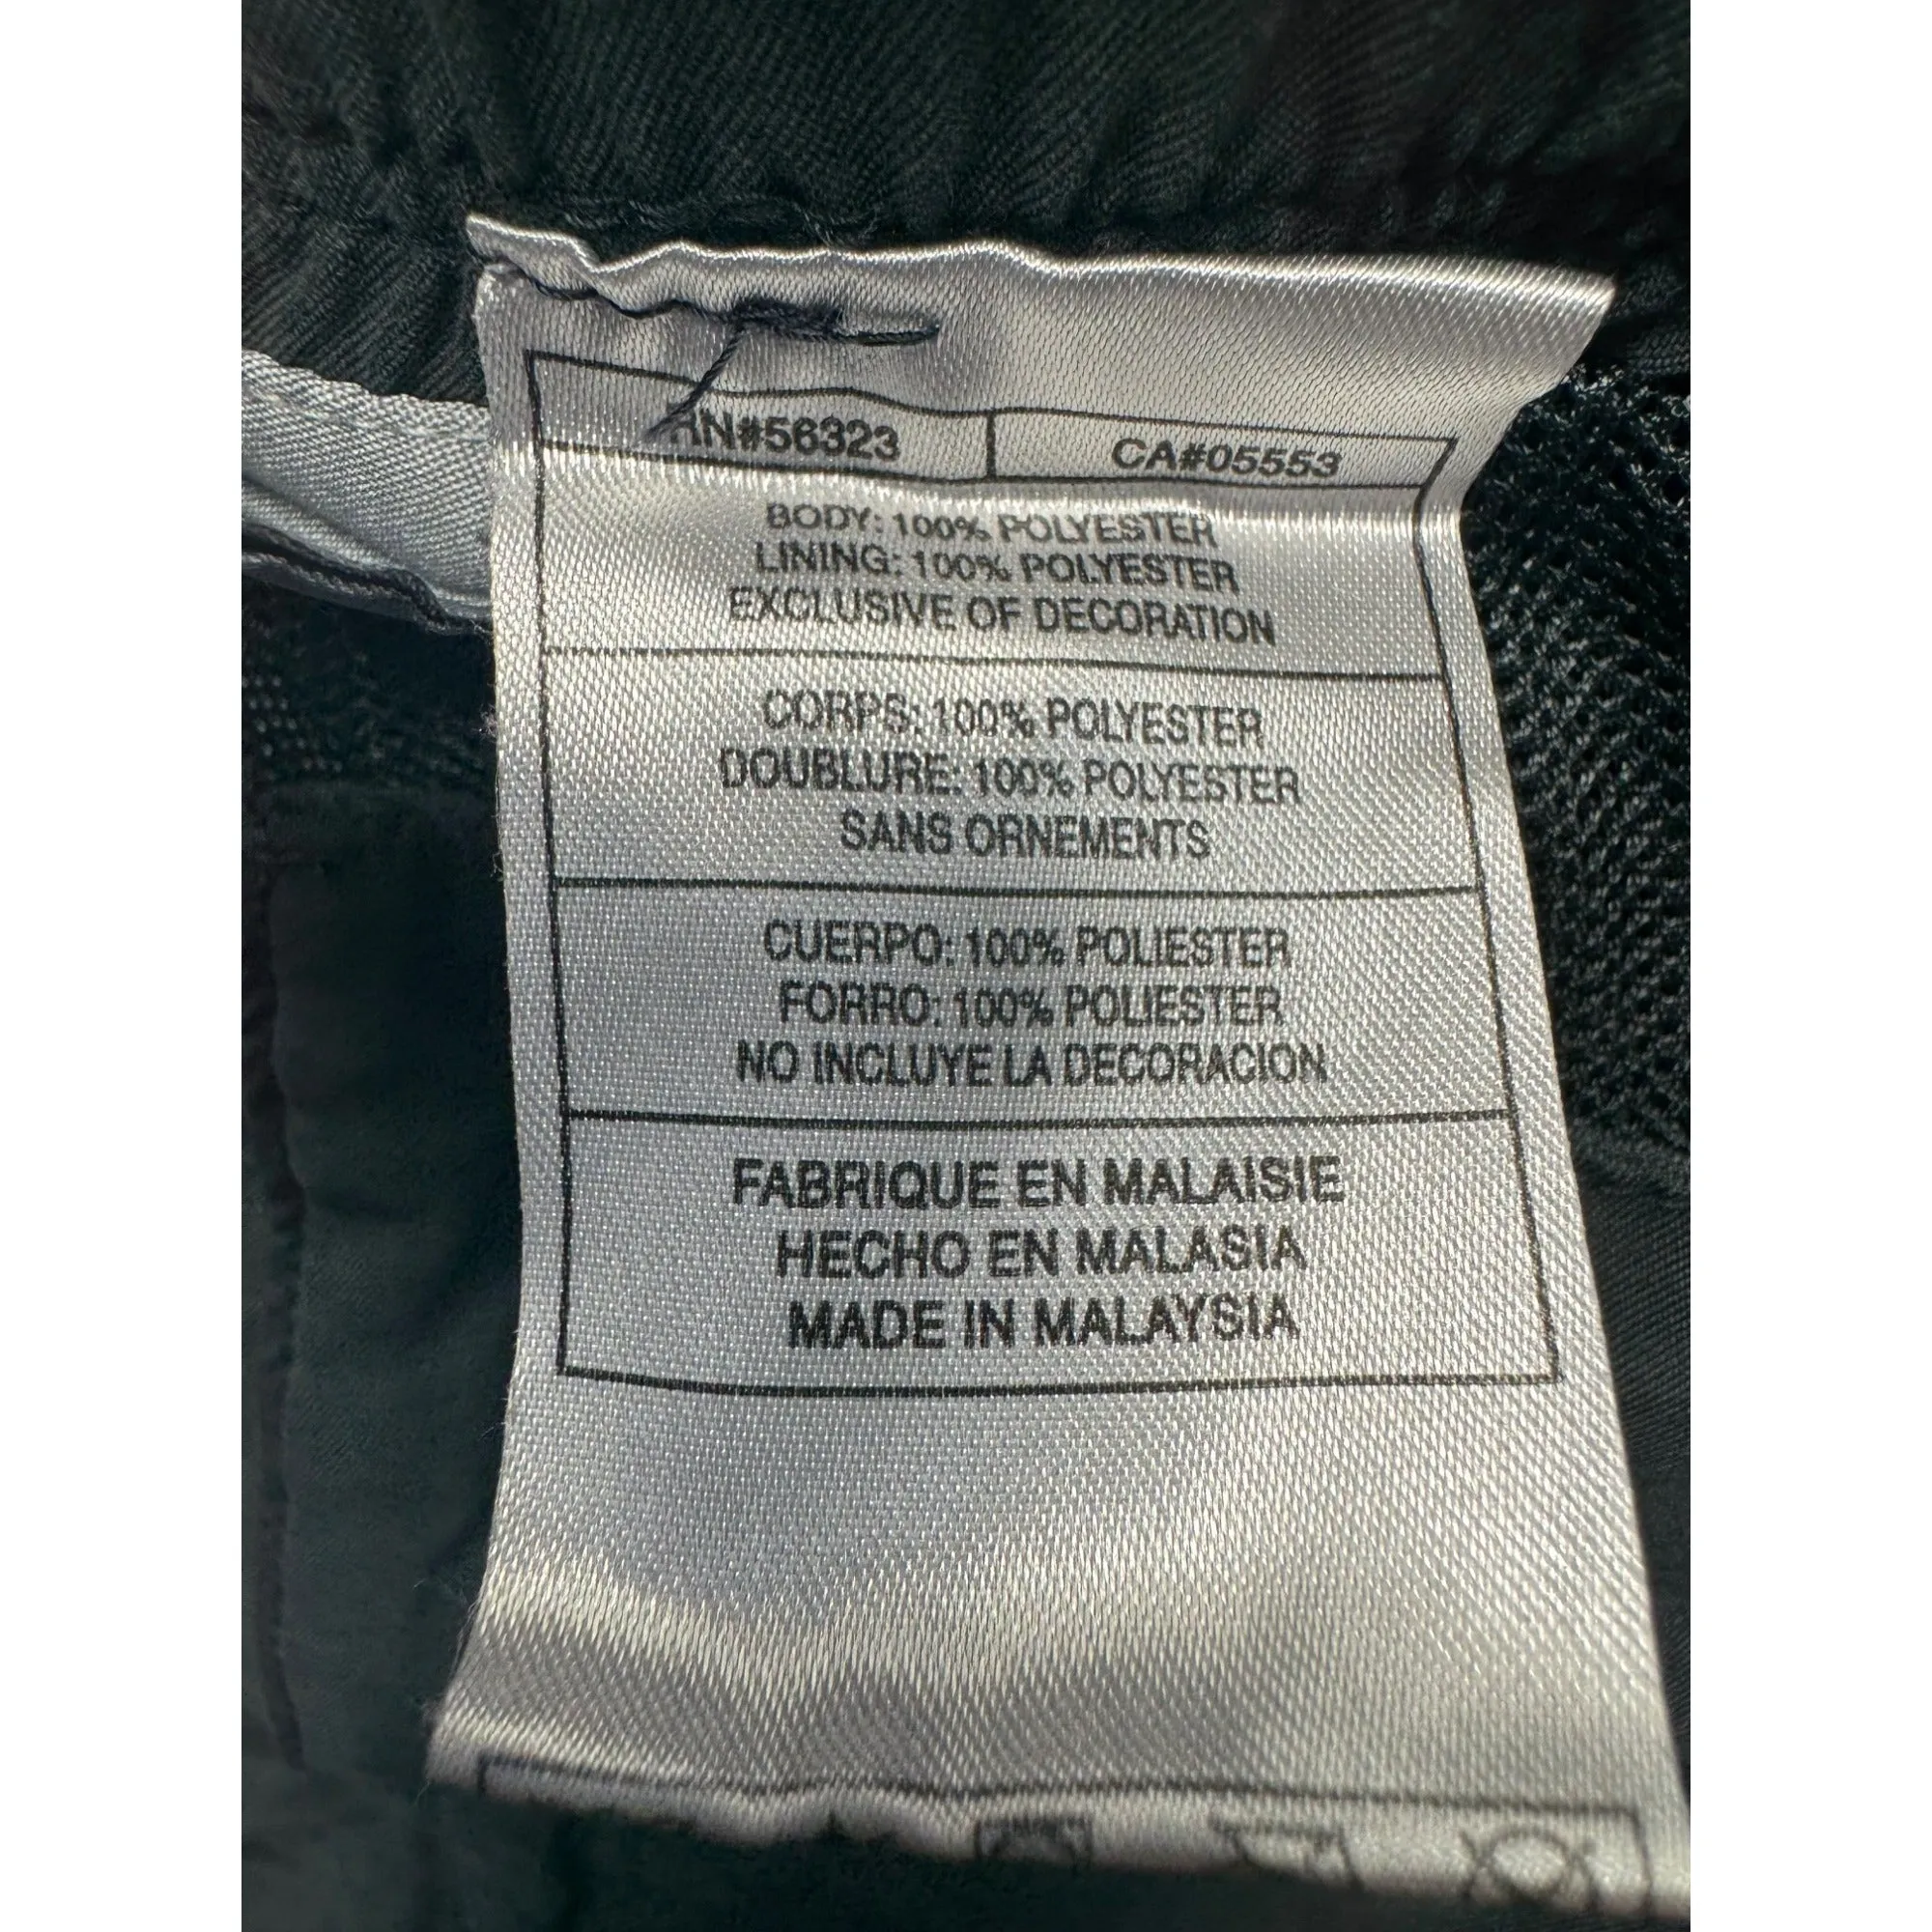 RN#56323 CA#05553
BODY: 100% POLYESTER
LINING: 100% POLYESTER
EXCLUSIVE OF DECORATION
CORPS: 100% POLYESTER
DOUBLURE: 100% POLYESTER
SANS ORNEMENTS
CUERPO: 100% POLIESTER
FORRO: 100% POLIESTER
NO INCLUYE LA DECORACION
FABRIQUE EN MALAISIE
HECHO EN MALASIA
MADE IN MALAYSIA